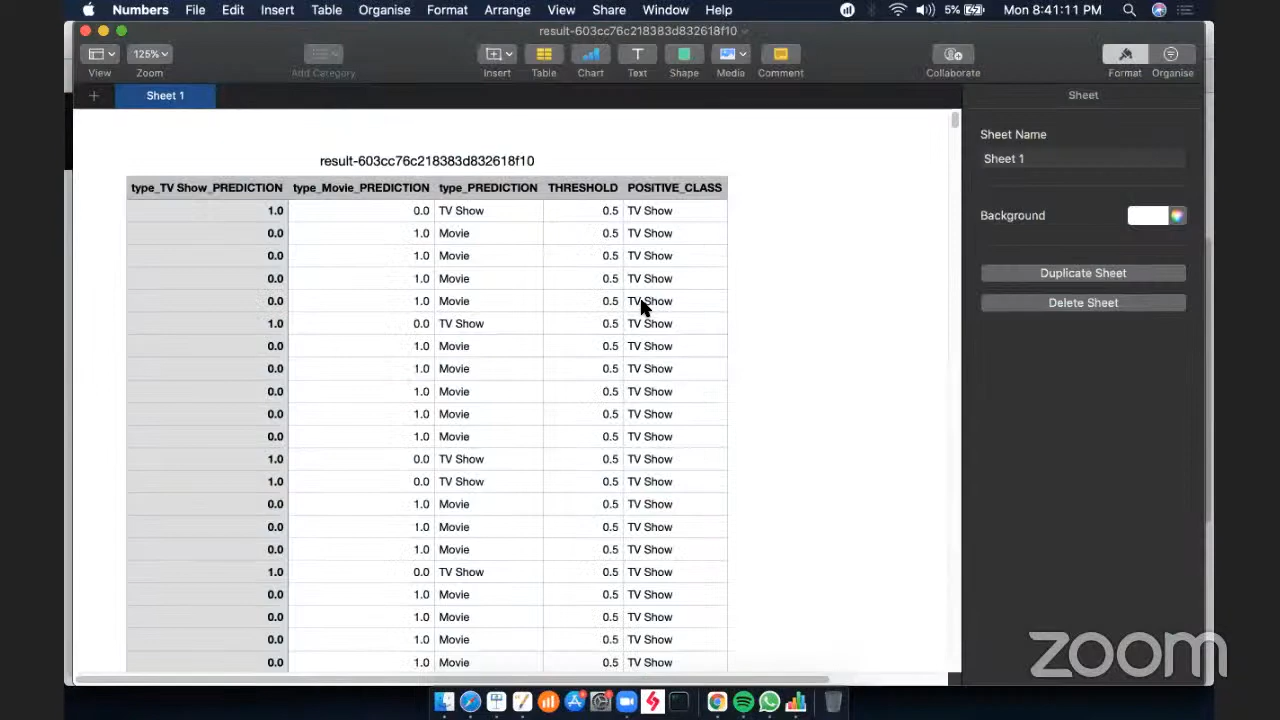 Numbers File Edit Insert Table Organise Format Arrange View Share Window Help 5% Mon 8:41:11 PM
result-603cc76c218383d832618f10
125%
View Zoom Add Category Insert Table Chart Text Shape Media Comment Collaborate Format Organise
Sheet 1 Sheet
Sheet Name
Sheet 1
Background
Duplicate Sheet
Delete Sheet
result-603cc76c218383d832618f10
type_TV Show_PREDICTION type_Movie_PREDICTION type_PREDICTION THRESHOLD POSITIVE_CLASS
1.0 0.0 TV Show 0.5 TV Show
0.0 1.0 Movie 0.5 TV Show
0.0 1.0 Movie 0.5 TV Show
0.0 1.0 Movie 0.5 TV Show
0.0 1.0 Movie 0.5 TV Show
1.0 0.0 TV Show 0.5 TV Show
0.0 1.0 Movie 0.5 TV Show
0.0 1.0 Movie 0.5 TV Show
0.0 1.0 Movie 0.5 TV Show
0.0 1.0 Movie 0.5 TV Show
0.0 1.0 Movie 0.5 TV Show
1.0 0.0 TV Show 0.5 TV Show
1.0 0.0 TV Show 0.5 TV Show
0.0 1.0 Movie 0.5 TV Show
0.0 1.0 Movie 0.5 TV Show
0.0 1.0 Movie 0.5 TV Show
1.0 0.0 TV Show 0.5 TV Show
0.0 1.0 Movie 0.5 TV Show
0.0 1.0 Movie 0.5 TV Show
0.0 1.0 Movie 0.5 TV Show
0.0 1.0 Movie 0.5 TV Show
zoom